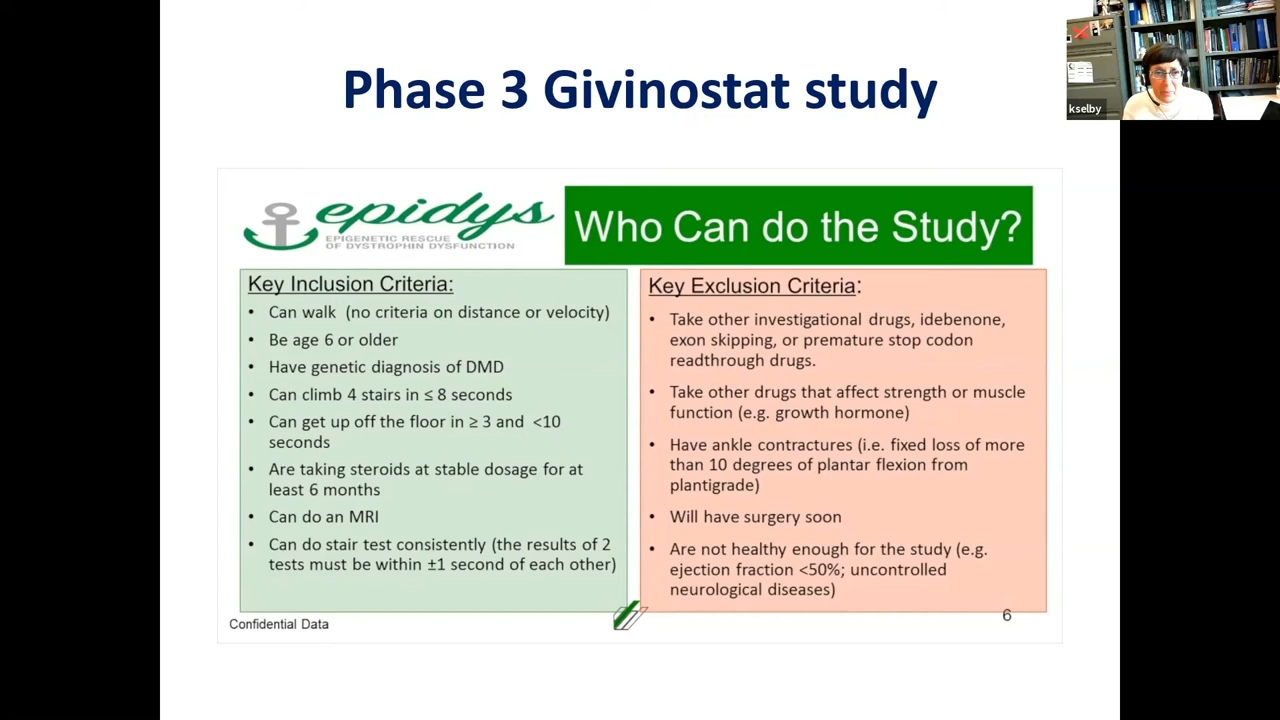 Phase 3 Givinostat study
kselby
epidys
EPIGENETIC RESCUE
OF DYSTROPHIN DYSFUNCTION
Who Can do the Study?
Key Inclusion Criteria:
• Can walk (no criteria on distance or velocity)
• Be age 6 or older
• Have genetic diagnosis of DMD
• Can climb 4 stairs in ≤ 8 seconds
• Can get up off the floor in ≥ 3 and <10
seconds
• Are taking steroids at stable dosage for at
least 6 months
• Can do an MRI
• Can do stair test consistently (the results of 2
tests must be within ±1 second of each other)
Key Exclusion Criteria:
• Take other investigational drugs, idebenone,
exon skipping, or premature stop codon
readthrough drugs.
• Take other drugs that affect strength or muscle
function (e.g. growth hormone)
• Have ankle contractures (i.e. fixed loss of more
than 10 degrees of plantar flexion from
plantigrade)
• Will have surgery soon
• Are not healthy enough for the study (e.g.
ejection fraction <50%; uncontrolled
neurological diseases)
Confidential Data
6